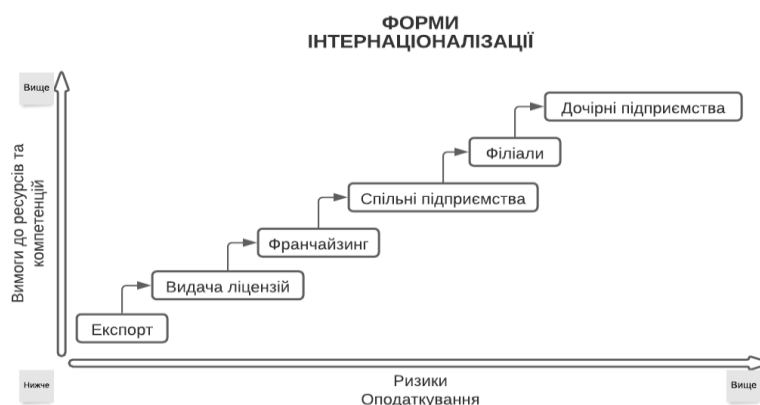 ФОРМИ
ІНТЕРНАЦІОНАЛІЗАЦІЇ
Вище
Дочірні підприємства
Філіали
Вимоги до ресурсів та
компетенцій
Спільні підприємства
Франчайзинг
Видача ліцензій
Експорт
Нижче
Ризики
Оподаткування
Вище